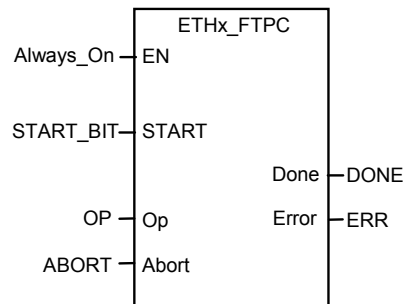 ETHx_FTPC
Always_On EN
START_BIT START
Done DONE
OP Op Error ERR
ABORT Abort